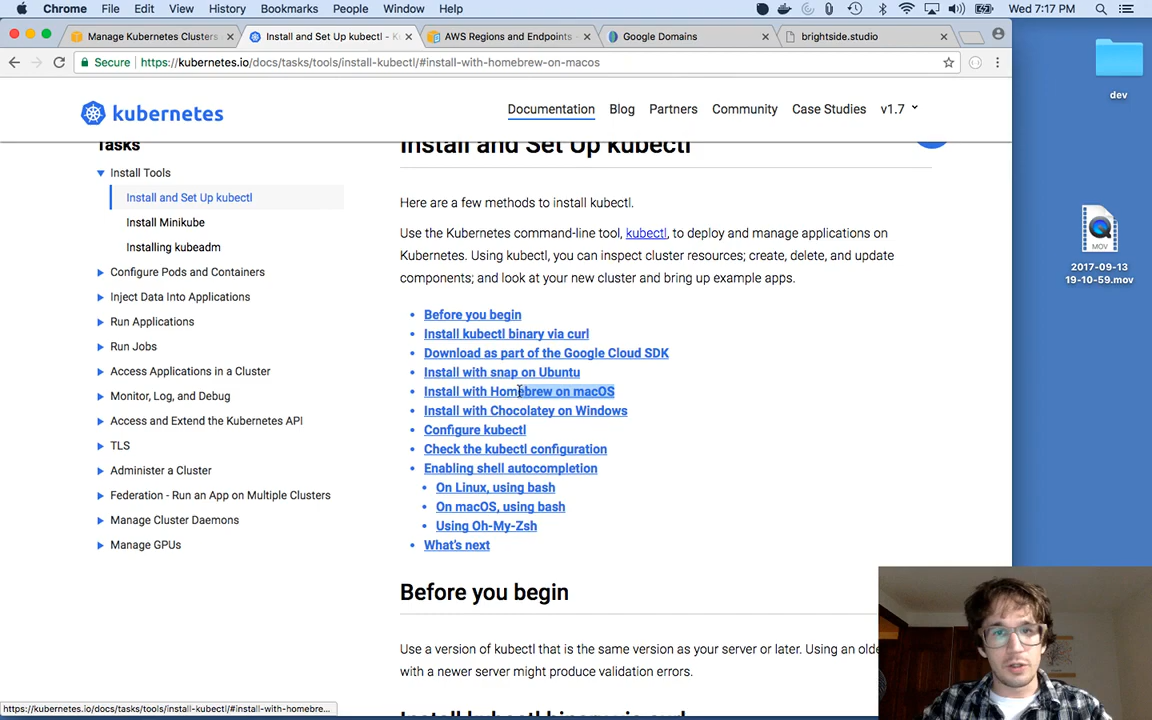 Chrome File Edit View History Bookmarks People Window Help Wed 7:17 PM
Manage Kubernetes Clusters Install and Set Up kubectl - K AWS Regions and Endpoints - Google Domains brightside.studio
Secure https://kubernetes.io/docs/tasks/tools/install-kubectl/#install-with-homebrew-on-macos
dev
kubernetes Documentation Blog Partners Community Case Studies v1.7
Tasks
Install Tools
Install and Set Up kubectl
Install Minikube
Installing kubeadm
Configure Pods and Containers
Inject Data Into Applications
Run Applications
Run Jobs
Access Applications in a Cluster
Monitor, Log, and Debug
Access and Extend the Kubernetes API
TLS
Administer a Cluster
Federation - Run an App on Multiple Clusters
Manage Cluster Daemons
Manage GPUs
Install and Set Up kubectl
Here are a few methods to install kubectl.
Use the Kubernetes command-line tool, kubectl, to deploy and manage applications on
Kubernetes. Using kubectl, you can inspect cluster resources; create, delete, and update
components; and look at your new cluster and bring up example apps.
Before you begin
Install kubectl binary via curl
Download as part of the Google Cloud SDK
Install with snap on Ubuntu
Install with Homebrew on macOS
Install with Chocolatey on Windows
Configure kubectl
Check the kubectl configuration
Enabling shell autocompletion
On Linux, using bash
On macOS, using bash
Using Oh-My-Zsh
What's next
Before you begin
Use a version of kubectl that is the same version as your server or later. Using an olde
with a newer server might produce validation errors.
Install kubectl binary via curl
MOV
2017-09-13
19-10-59.mov
https://kubernetes.io/docs/tasks/tools/install-kubectl/#install-with-homebre...